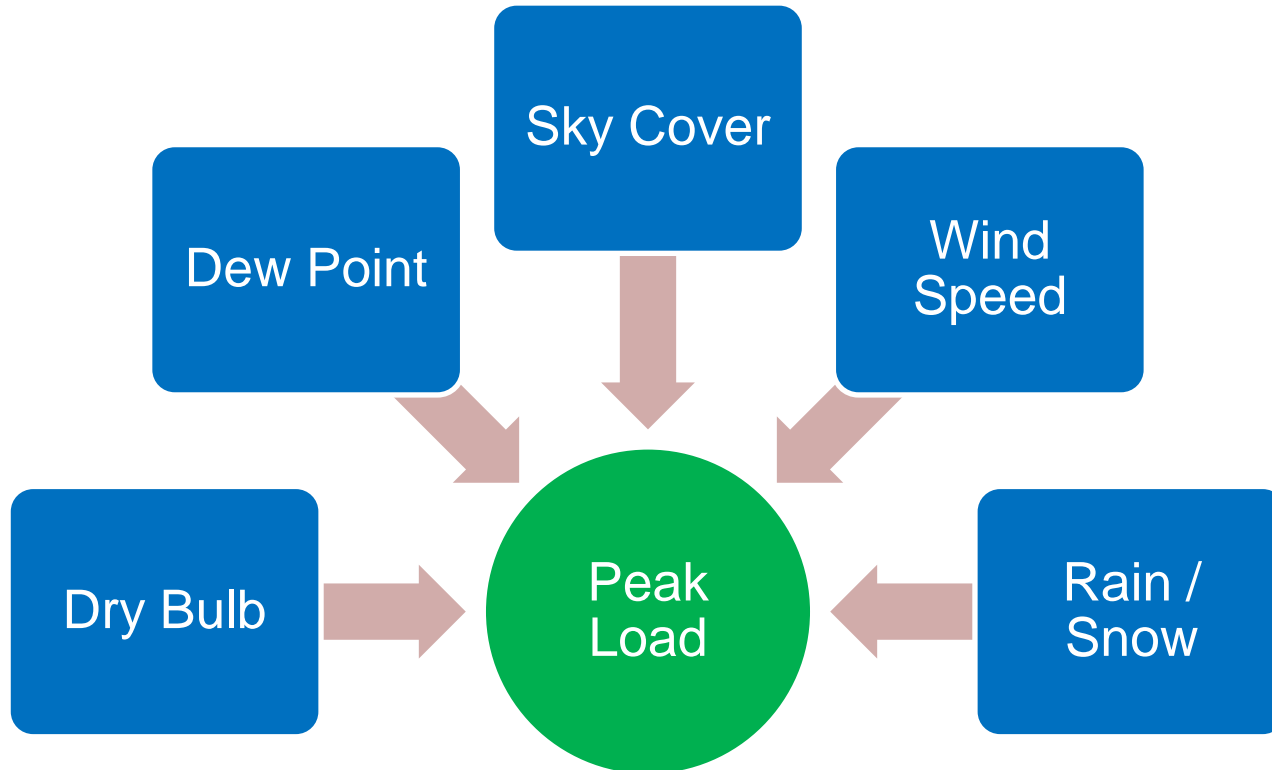 Sky Cover
Dew Point
Wind
Speed
Dry Bulb
Peak
Load
Rain /
Snow